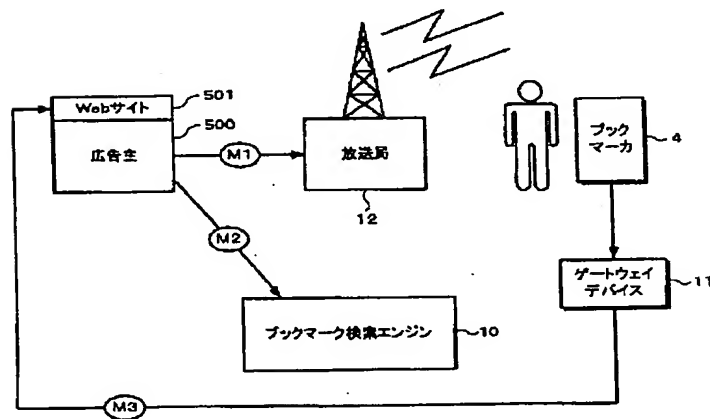 Webサイト
501
500
広告主
M1
放送局
12
ブック
マーカ
4
M2
ゲートウェイ
デバイス
11
ブックマーク検索エンジン
10
M3